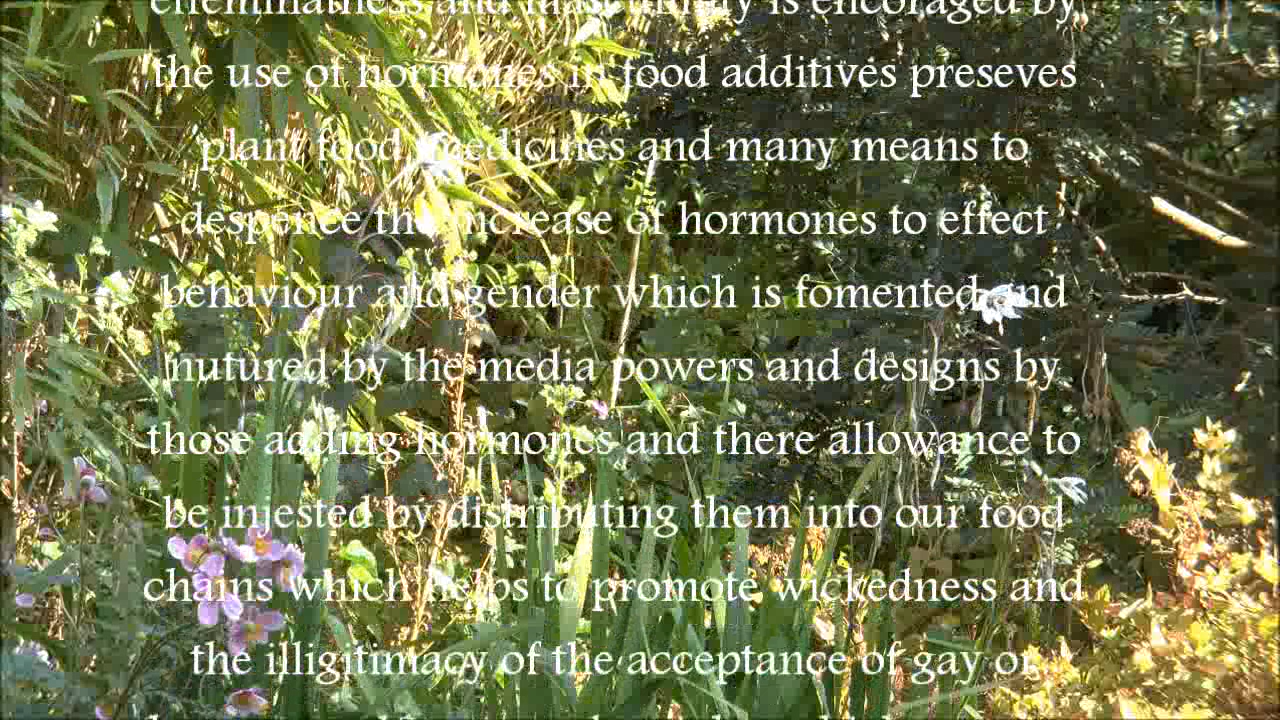 effeminatness and masculinity is encoraged by
the use of hormones in food additives preseves
plant food, medicines and many means to
despence the increase of hormones to effect
behaviour and gender which is fomented and
nutured by the media powers and designs by
those adding hormones and there allowance to
be injested by distributing them into our food
chains which helps to promote wickedness and
the illigitimacy of the acceptance of gay or